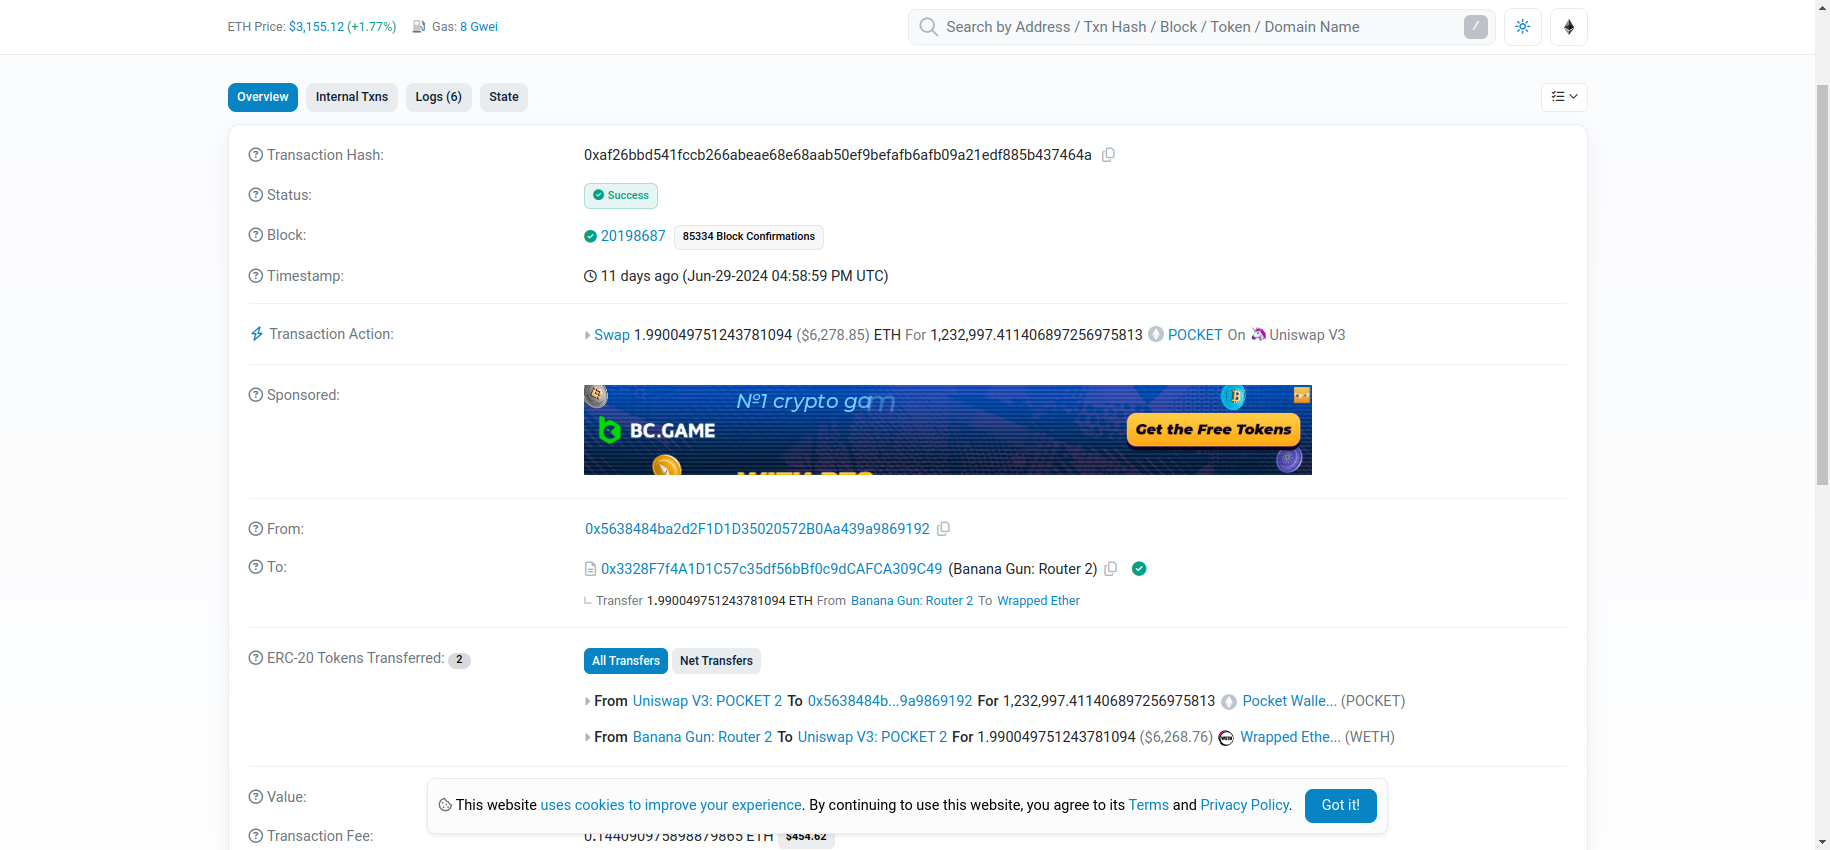 ETH Price: $3,155.12 (+1.77%) Gas: 8 Gwei
Search by Address / Txn Hash / Block / Token / Domain Name /
Overview Internal Txns Logs (6) State
Transaction Hash: 0xaf26bbd541fccb266abeae68e68aab50ef9befafb6afb09a21edf885b437464a
Status: Success
Block: 20198687 85334 Block Confirmations
Timestamp: 11 days ago (Jun-29-2024 04:58:59 PM UTC)
Transaction Action: Swap 1.990049751243781094 ($6,278.85) ETH For 1,232,997.411406897256975813 POCKET On Uniswap V3
Sponsored:
Nº1 crypto gam
BC.GAME
Get the Free Tokens
WITH BTC
From: 0x5638484ba2d2F1D1D35020572B0Aa439a9869192
To: 0x3328F7f4A1D1C57c35df56bBf0c9dCAFCA309C49 (Banana Gun: Router 2)
Transfer 1.990049751243781094 ETH From Banana Gun: Router 2 To Wrapped Ether
ERC-20 Tokens Transferred: 2
All Transfers Net Transfers
From Uniswap V3: POCKET 2 To 0x5638484b...9a9869192 For 1,232,997.411406897256975813 Pocket Walle... (POCKET)
From Banana Gun: Router 2 To Uniswap V3: POCKET 2 For 1.990049751243781094 ($6,268.76) Wrapped Ethe... (WETH)
Value:
This website uses cookies to improve your experience. By continuing to use this website, you agree to its Terms and Privacy Policy. Got it!
Transaction Fee: 0.144090975898879865 ETH $454.62